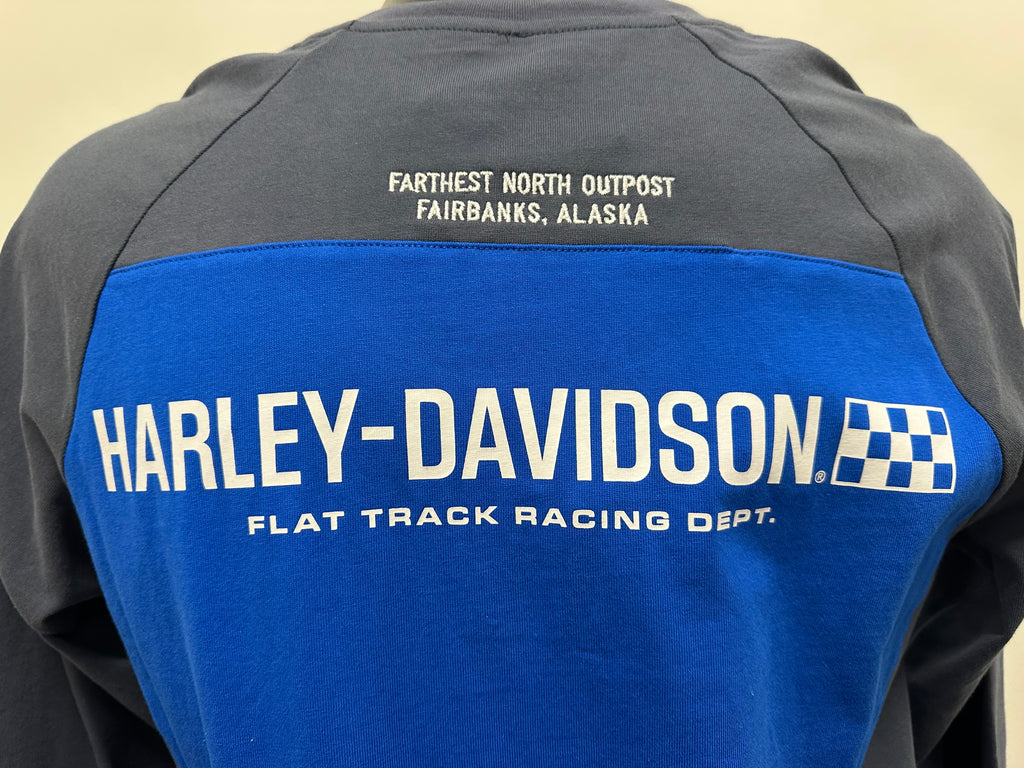 FARTHEST NORTH OUTPOST
FAIRBANKS, ALASKA
HARLEY-DAVIDSON®
FLAT TRACK RACING DEPT.